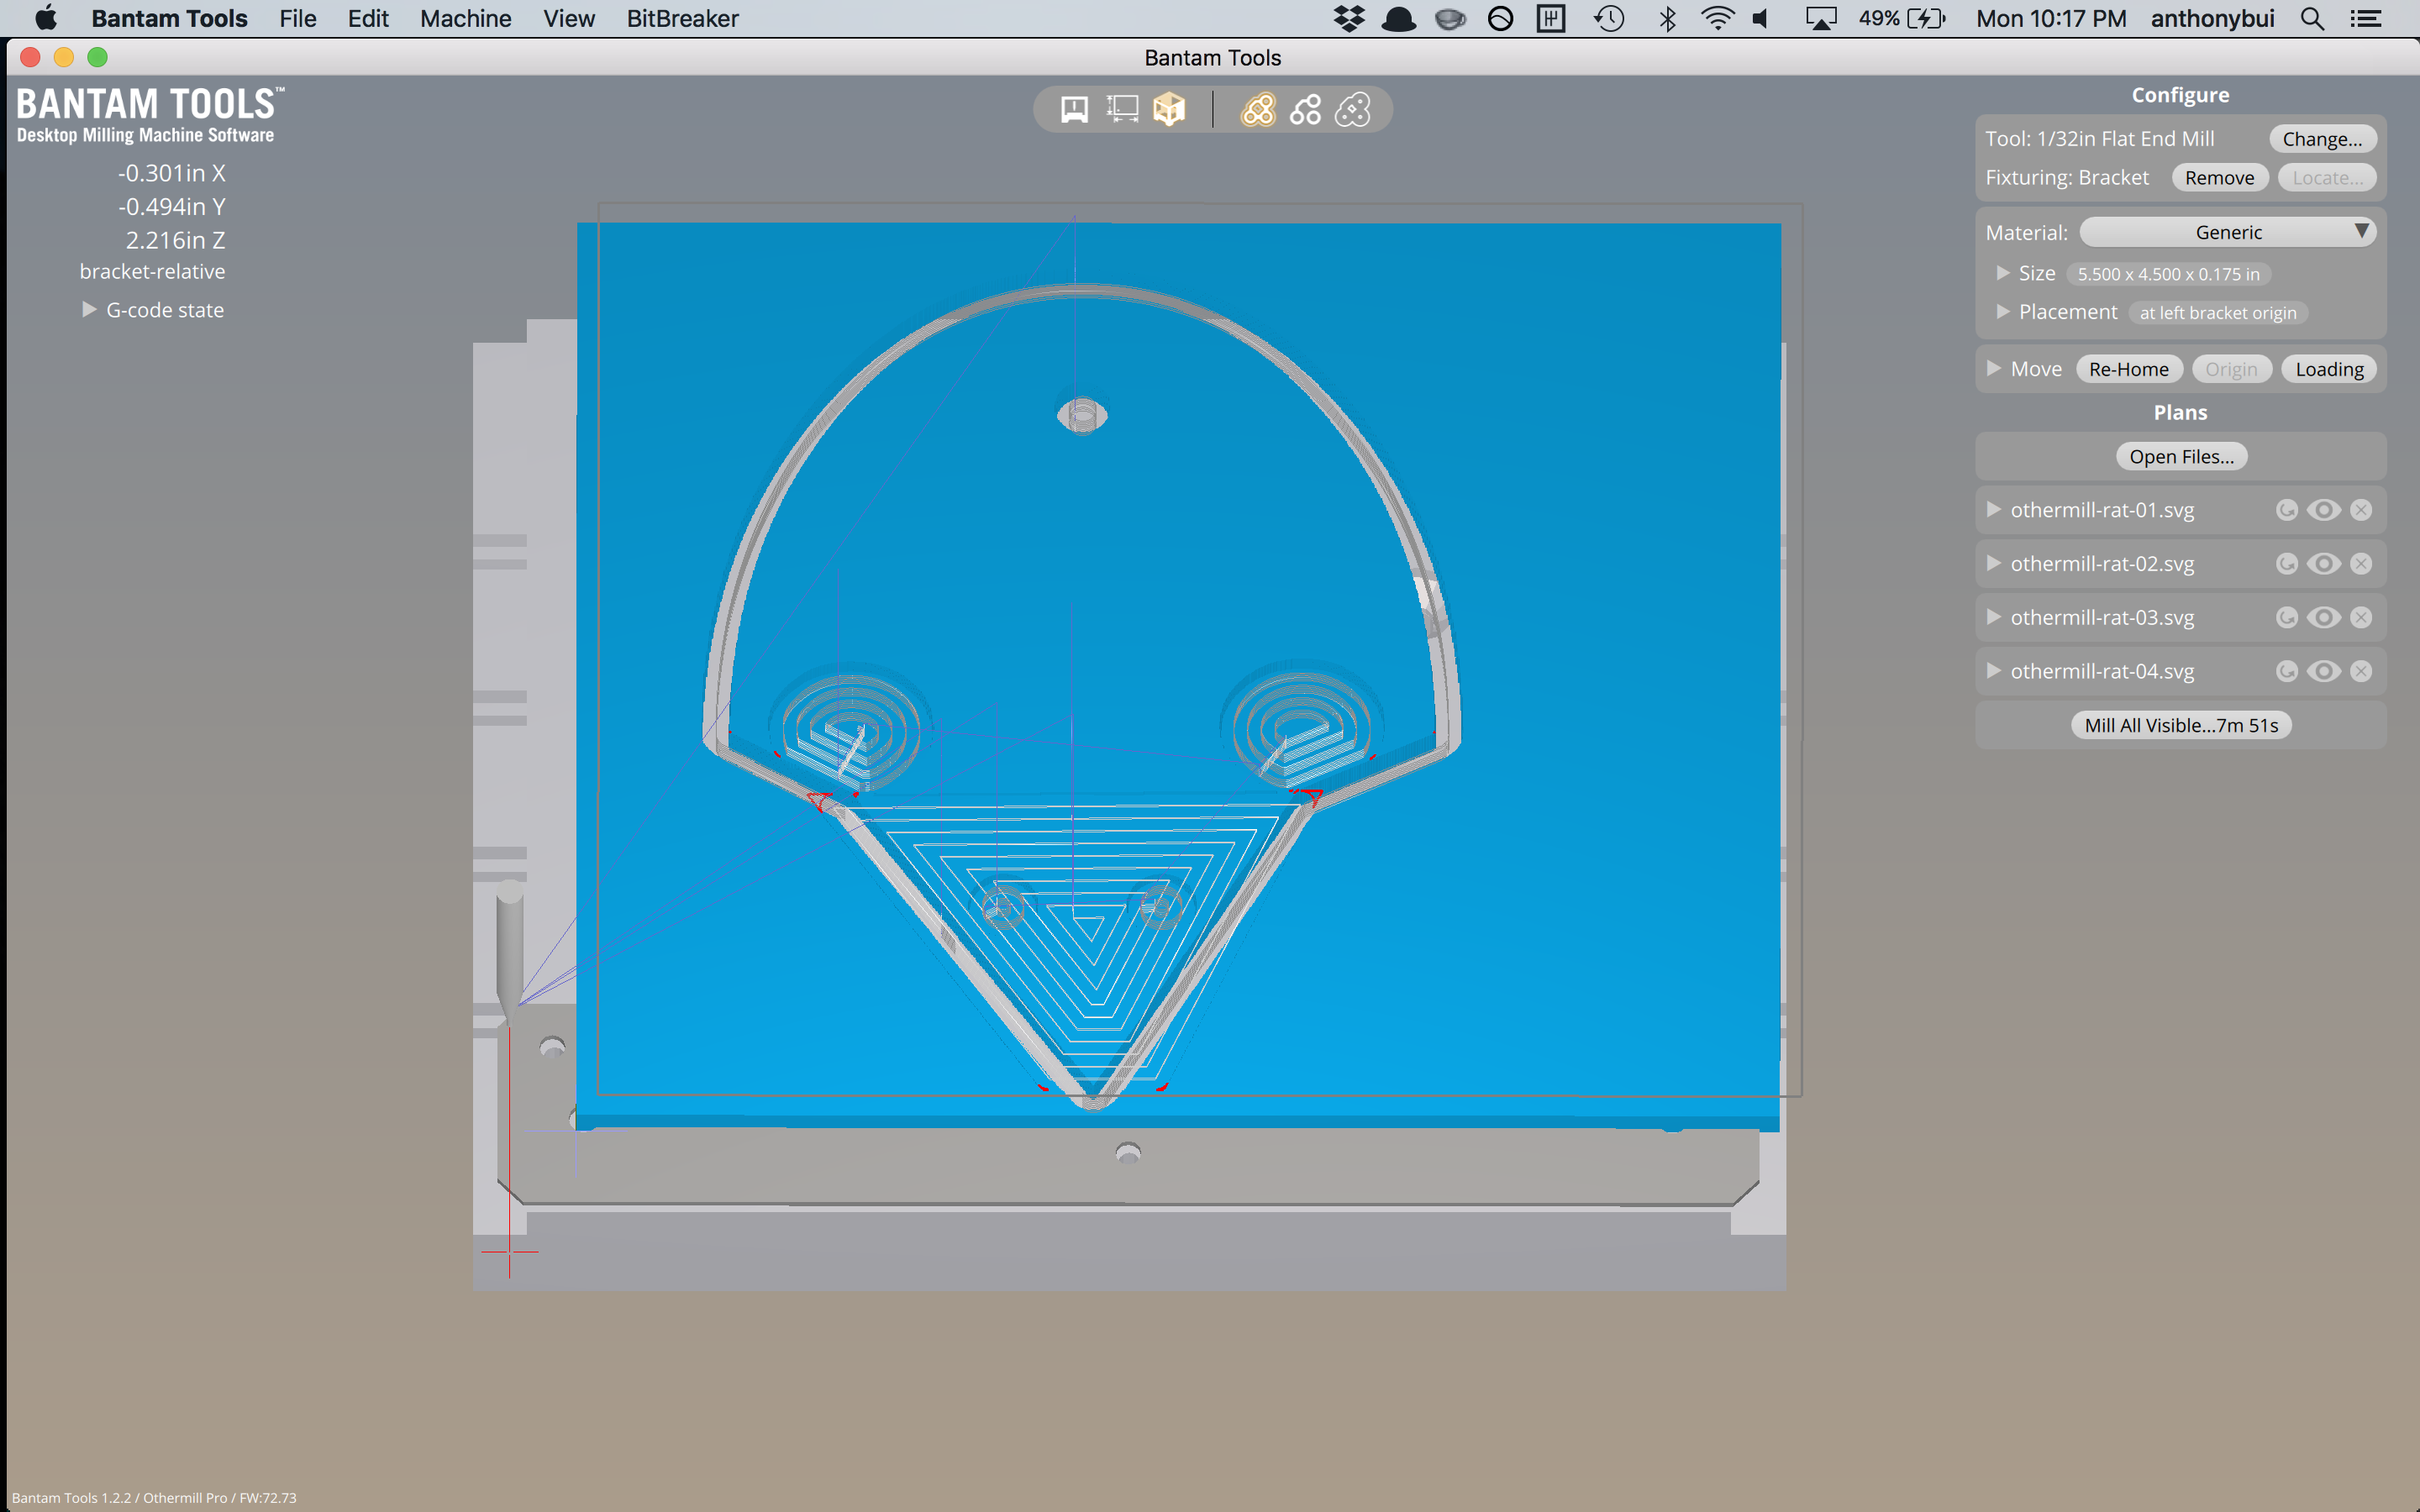 Bantam Tools File Edit Machine View BitBreaker 49% Mon 10:17 PM anthonybui
Bantam Tools
BANTAM TOOLS™
Desktop Milling Machine Software
-0.301in X
-0.494in Y
2.216in Z
bracket-relative
G-code state
Configure
Tool: 1/32in Flat End Mill Change...
Fixturing: Bracket Remove Locate...
Material: Generic
Size 5.500 x 4.500 x 0.175 in
Placement at left bracket origin
Move Re-Home Origin Loading
Plans
Open Files...
othermill-rat-01.svg
othermill-rat-02.svg
othermill-rat-03.svg
othermill-rat-04.svg
Mill All Visible...7m 51s
Bantam Tools 1.2.2 / Othermill Pro / FW:72.73